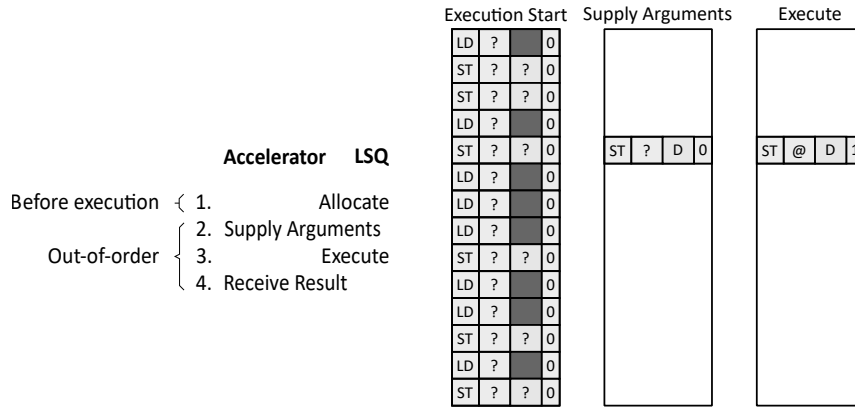 Execution Start Supply Arguments Execute
LD ? 0
ST ? ? 0
ST ? ? 0
LD ? 0
ST ? ? 0 ST ? D 0 ST @ D 1
LD ? 0
LD ? 0
LD ? 0
ST ? ? 0
LD ? 0
LD ? 0
ST ? ? 0
LD ? 0
ST ? ? 0
Accelerator LSQ
Before execution 1. Allocate
2. Supply Arguments
Out-of-order 3. Execute
4. Receive Result